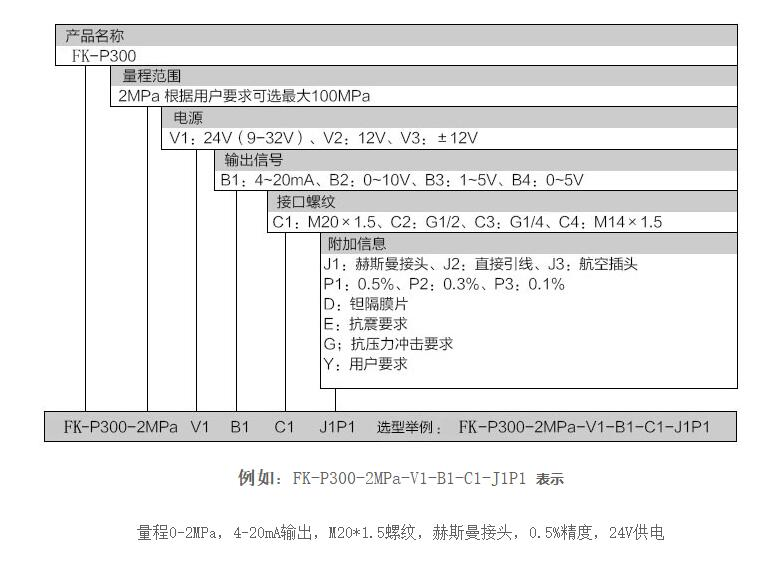 产品名称
FK-P300
量程范围
2MPa 根据用户要求可选最大100MPa
电源
V1：24V（9-32V）、V2：12V、V3：±12V
输出信号
B1：4~20mA、B2：0~10V、B3：1~5V、B4：0~5V
接口螺纹
C1：M20×1.5、C2：G1/2、C3：G1/4、C4：M14×1.5
附加信息
J1：赫斯曼接头、J2：直接引线、J3：航空插头
P1：0.5%、P2：0.3%、P3：0.1%
D：钽隔膜片
E：抗震要求
G；抗压力冲击要求
Y：用户要求
FK-P300-2MPa V1 B1 C1 J1P1 选型举例： FK-P300-2MPa-V1-B1-C1-J1P1
例如：FK-P300-2MPa-V1-B1-C1-J1P1 表示
量程0-2MPa，4-20mA输出，M20*1.5螺纹，赫斯曼接头，0.5%精度，24V供电